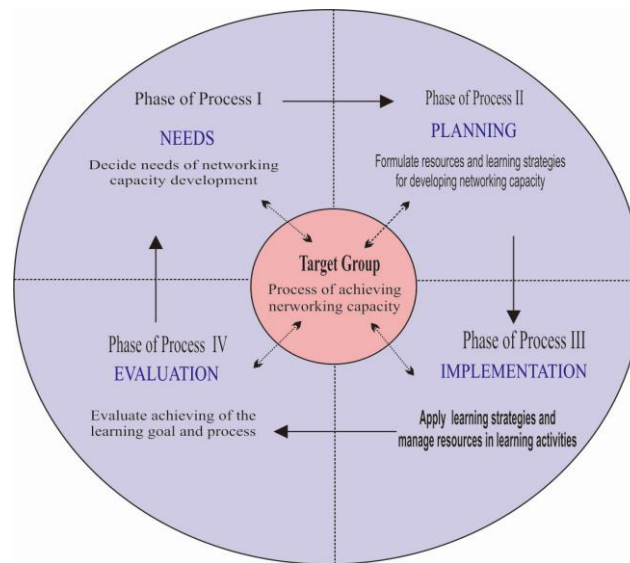 Phase of Process I
NEEDS
Decide needs of networking
capacity development
Phase of Process II
PLANNING
Formulate resources and learning strategies
for developing networking capacity
Target Group
Process of achieving
nerworking capacity
Phase of Process IV
EVALUATION
Evaluate achieving of the
learning goal and process
Phase of Process III
IMPLEMENTATION
Apply learning strategies and
manage resources in learning activities